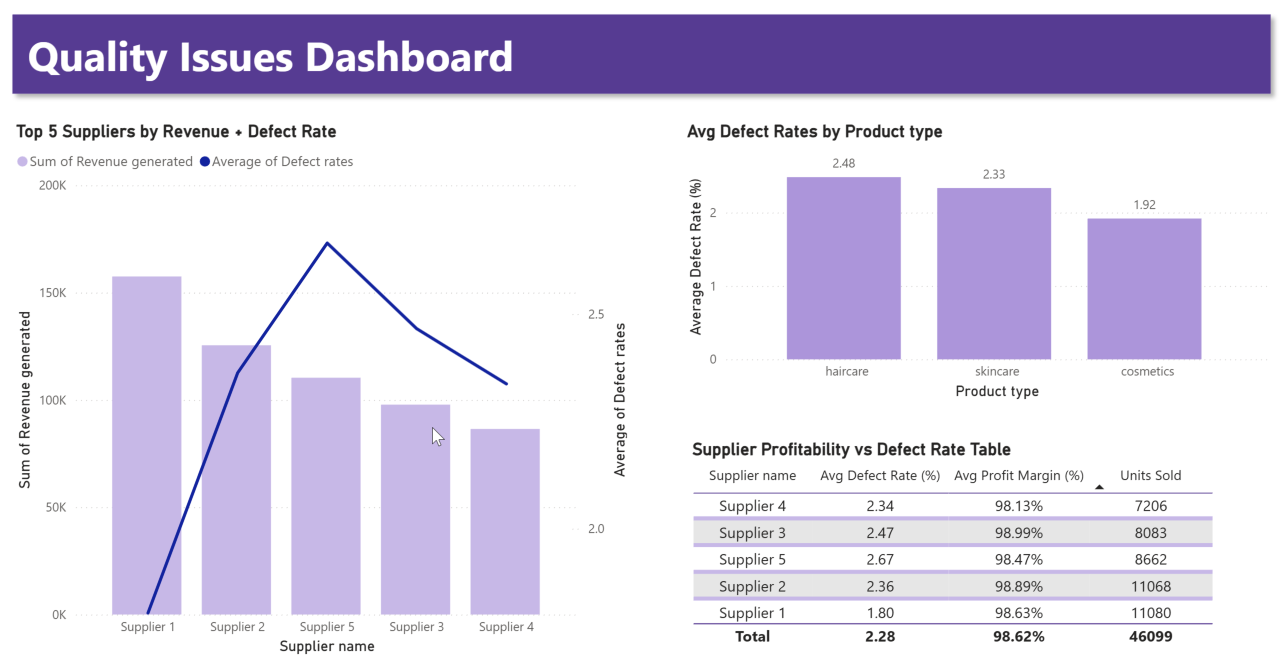 Quality Issues Dashboard
Top 5 Suppliers by Revenue + Defect Rate
Sum of Revenue generated Average of Defect rates
200K
150K
100K
50K
0K
Sum of Revenue generated
2.5
2.0
Average of Defect rates
Supplier 1 Supplier 2 Supplier 5 Supplier 3 Supplier 4
Supplier name
Avg Defect Rates by Product type
Average Defect Rate (%)
2
1
0
2.48
2.33
1.92
haircare skincare cosmetics
Product type
Supplier Profitability vs Defect Rate Table
Supplier name Avg Defect Rate (%) Avg Profit Margin (%) Units Sold
Supplier 4 2.34 98.13% 7206
Supplier 3 2.47 98.99% 8083
Supplier 5 2.67 98.47% 8662
Supplier 2 2.36 98.89% 11068
Supplier 1 1.80 98.63% 11080
Total 2.28 98.62% 46099